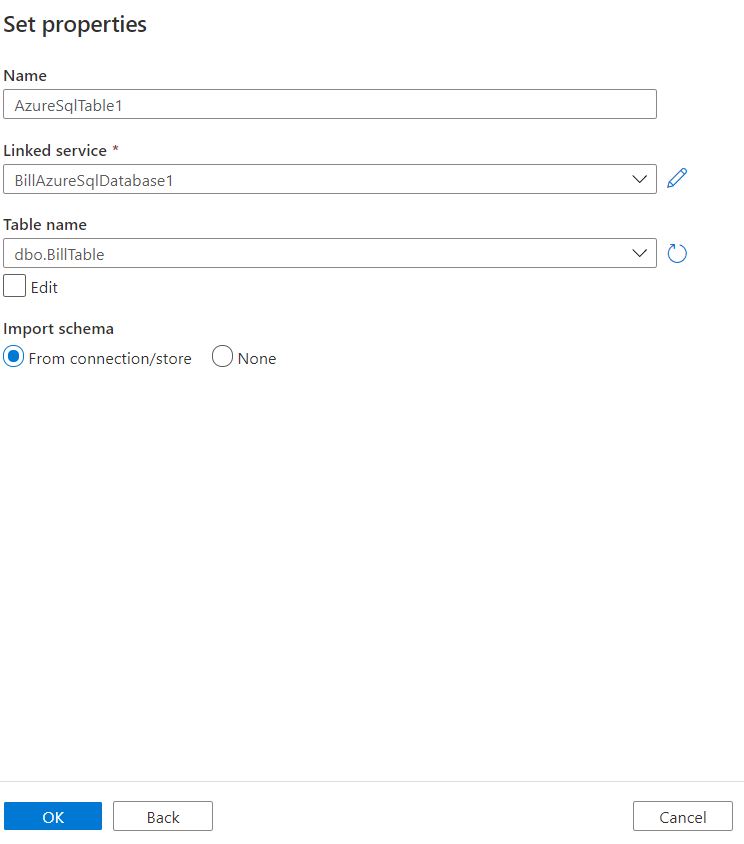 Set properties
Name
AzureSqlTable1
Linked service *
BillAzureSqlDatabase1
Table name
dbo.BillTable
Edit
Import schema
From connection/store None
OK Back Cancel